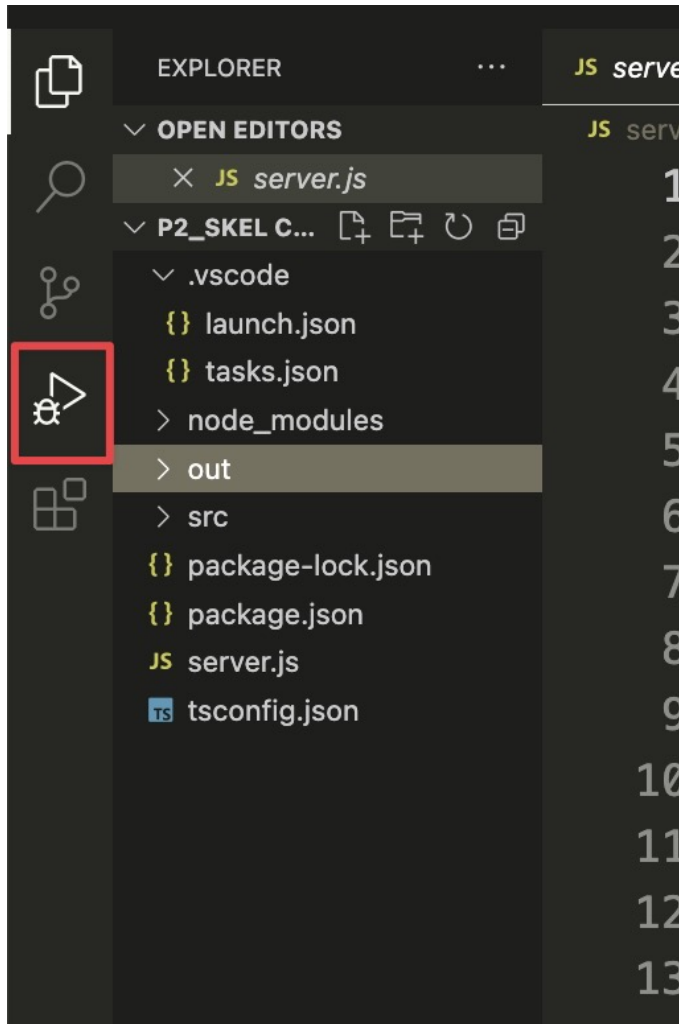 EXPLORER ...
OPEN EDITORS
JS server.js
P2_SKEL C...
.vscode
{} launch.json
{} tasks.json
node_modules
out
src
{} package-lock.json
{} package.json
JS server.js
TS tsconfig.json
JS serve
JS serv
1
2
3
4
5
6
7
8
9
10
11
12
13